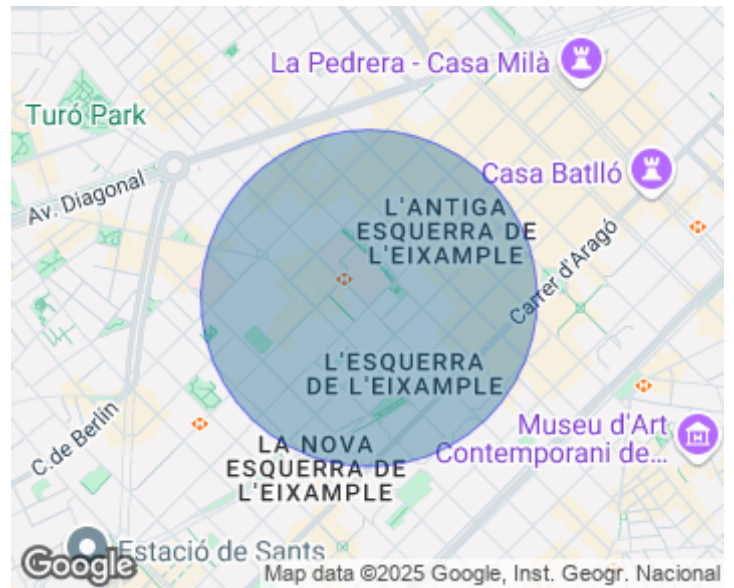 La Pedrera - Casa Milà
Turó Park
Casa Batlló
Av. Diagonal
L'ANTIGA
ESQUERRA DE
L'EIXAMPLE
Carrer d'Aragó
L'ESQUERRA
DE L'EIXAMPLE
C.de Berlín
Museu d'Art
Contemporani de...
LA NOVA
ESQUERRA DE
L'EIXAMPLE
Estació de Sants
Google
Map data ©2025 Google, Inst. Geogr. Nacional